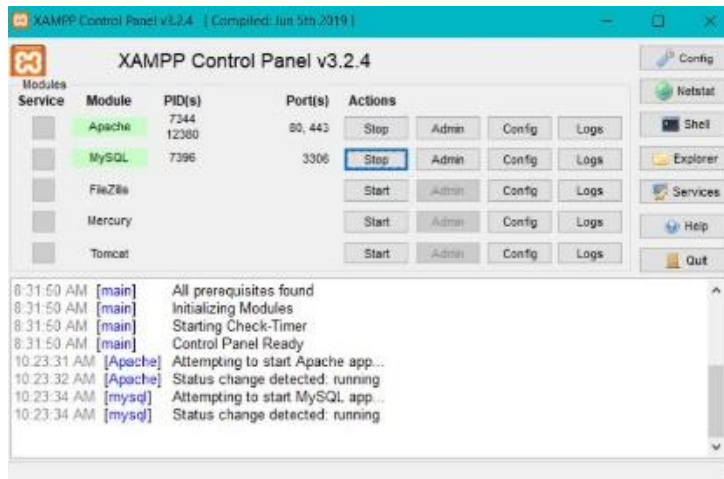 XAMPP Control Panel v3.2.4 [ Compiled: Jun 5th 2019 ]
XAMPP Control Panel v3.2.4
Config
Modules
Service Module PID(s) Port(s) Actions
Netstat
Apache 7344 12380 80, 443 Stop Admin Config Logs
Shell
MySQL 7396 3306 Stop Admin Config Logs
Explorer
FileZilla Start Admin Config Logs
Services
Mercury Start Admin Config Logs
Help
Tomcat Start Admin Config Logs
Quit
8:31:50 AM [main] All prerequisites found
8:31:50 AM [main] Initializing Modules
8:31:50 AM [main] Starting Check-Timer
8:31:50 AM [main] Control Panel Ready
10:23:31 AM [Apache] Attempting to start Apache app...
10:23:32 AM [Apache] Status change detected: running
10:23:34 AM [mysql] Attempting to start MySQL app...
10:23:34 AM [mysql] Status change detected: running